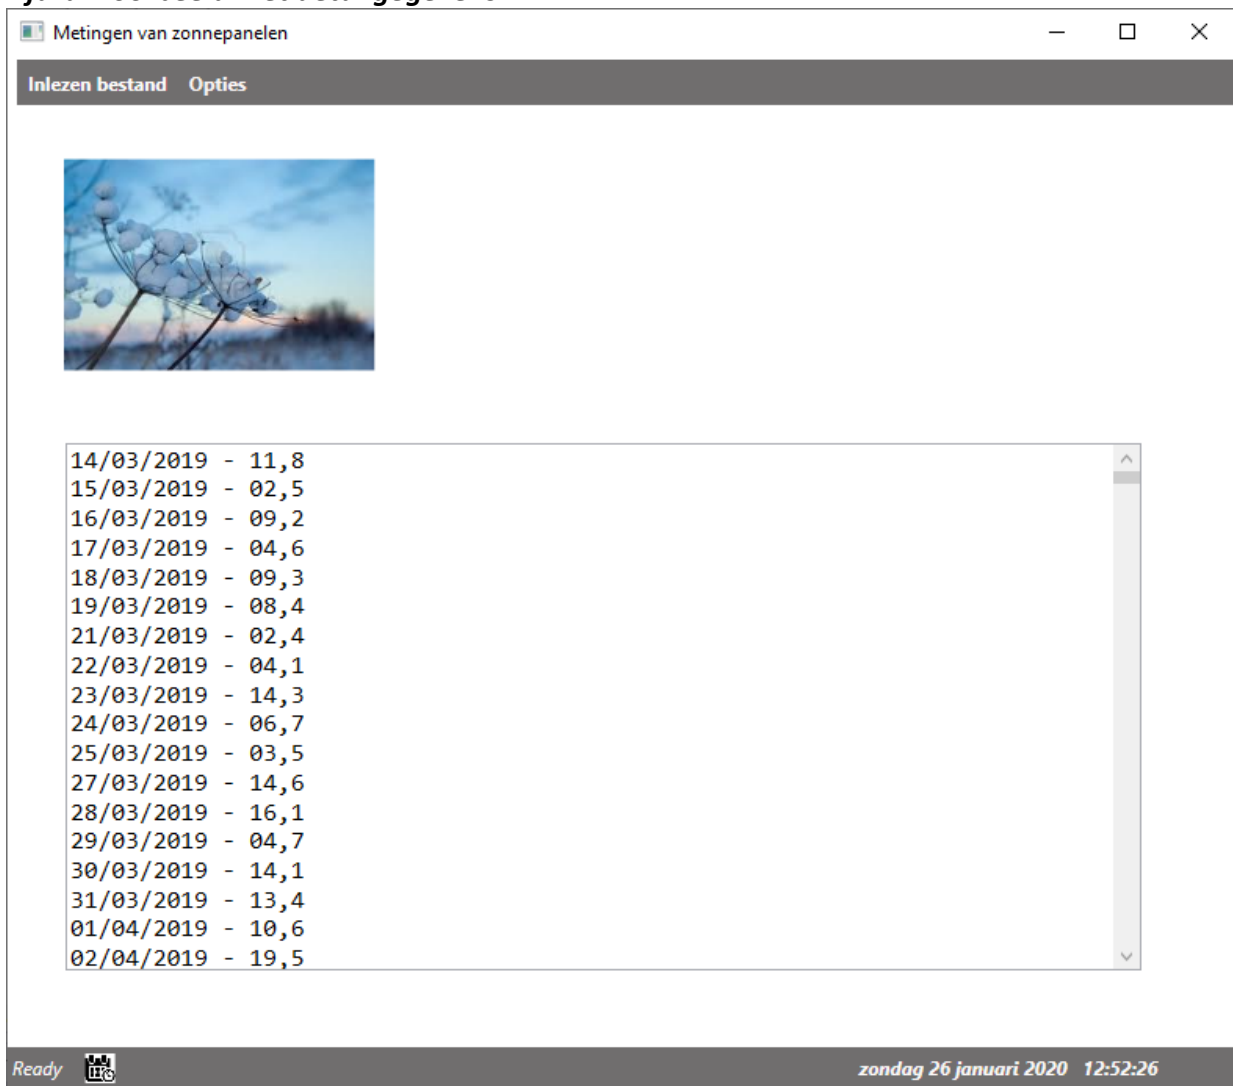 Metingen van zonnepanelen
Inlezen bestand Opties
14/03/2019 - 11,8
15/03/2019 - 02,5
16/03/2019 - 09,2
17/03/2019 - 04,6
18/03/2019 - 09,3
19/03/2019 - 08,4
21/03/2019 - 02,4
22/03/2019 - 04,1
23/03/2019 - 14,3
24/03/2019 - 06,7
25/03/2019 - 03,5
27/03/2019 - 14,6
28/03/2019 - 16,1
29/03/2019 - 04,7
30/03/2019 - 14,1
31/03/2019 - 13,4
01/04/2019 - 10,6
02/04/2019 - 19,5
Ready zondag 26 januari 2020 12:52:26